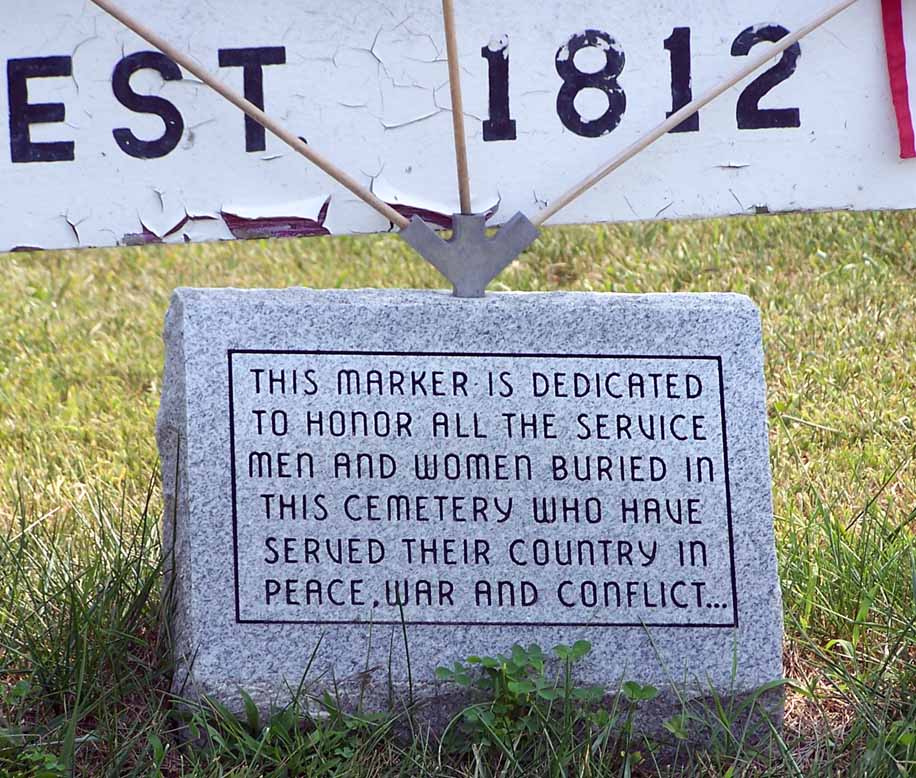 EST. 1812
THIS MARKER IS DEDICATED
TO HONOR ALL THE SERVICE
MEN AND WOMEN BURIED IN
THIS CEMETERY WHO HAVE
SERVED THEIR COUNTRY IN
PEACE,WAR AND CONFLICT...